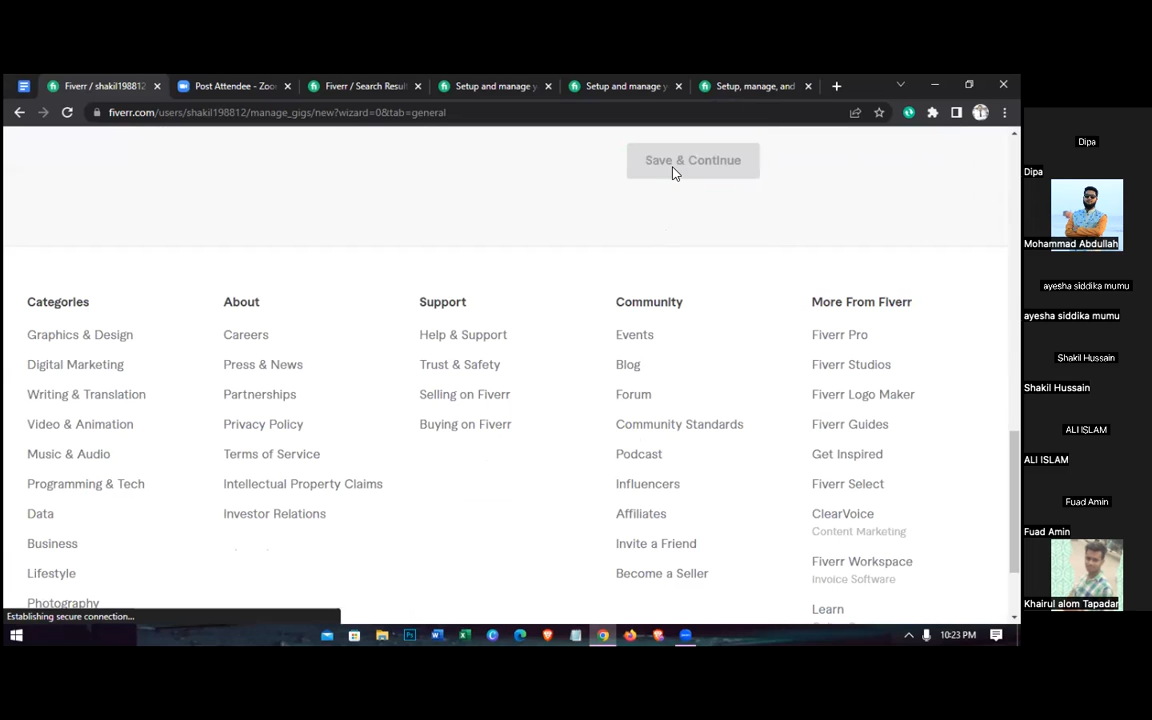 Fiverr / shakil198812
Post Attendee - Zoo
Fiverr / Search Resul
Setup and manage y
Setup and manage y
Setup, manage, and
fiverr.com/users/shakil198812/manage_gigs/new?wizard=0&tab=general
Save & Continue
Categories
Graphics & Design
Digital Marketing
Writing & Translation
Video & Animation
Music & Audio
Programming & Tech
Data
Business
Lifestyle
Photography
About
Careers
Press & News
Partnerships
Privacy Policy
Terms of Service
Intellectual Property Claims
Investor Relations
Support
Help & Support
Trust & Safety
Selling on Fiverr
Buying on Fiverr
Community
Events
Blog
Forum
Community Standards
Podcast
Influencers
Affiliates
Invite a Friend
Become a Seller
More From Fiverr
Fiverr Pro
Fiverr Studios
Fiverr Logo Maker
Fiverr Guides
Get Inspired
Fiverr Select
ClearVoice
Content Marketing
Fiverr Workspace
Invoice Software
Learn
Establishing secure connection...
10:23 PM
Dipa
Dipa
Mohammad Abdullah
ayesha siddika mumu
ayesha siddika mumu
Shakil Hussain
Shakil Hussain
ALI ISLAM
ALI ISLAM
Fuad Amin
Fuad Amin
Khairul alom Tapadar